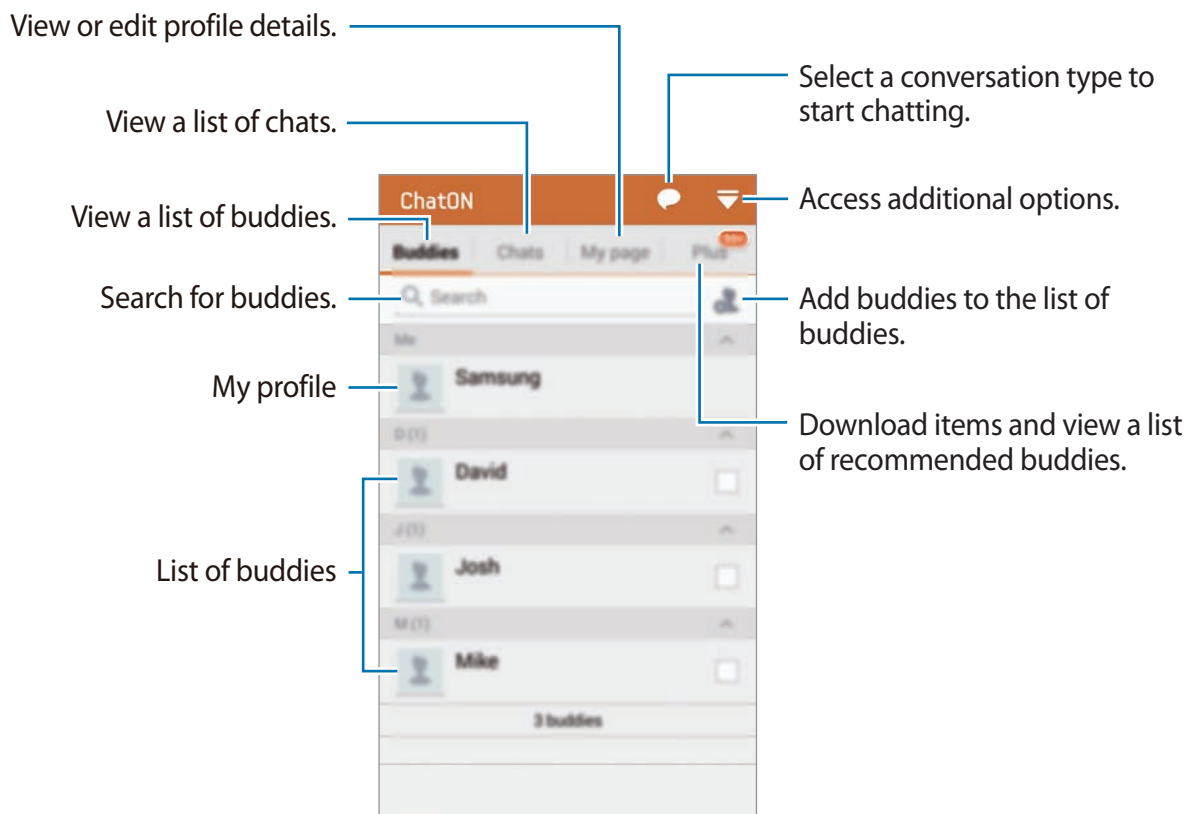 View or edit profile details.
Select a conversation type to
start chatting.
View a list of chats.
ChatON
Access additional options.
View a list of buddies.
Buddies Chats My page Plus
Search for buddies.
Search
Add buddies to the list of
buddies.
Me
My profile
Samsung
Download items and view a list
of recommended buddies.
D (1)
David
J (1)
List of buddies
Josh
M (1)
Mike
3 buddies